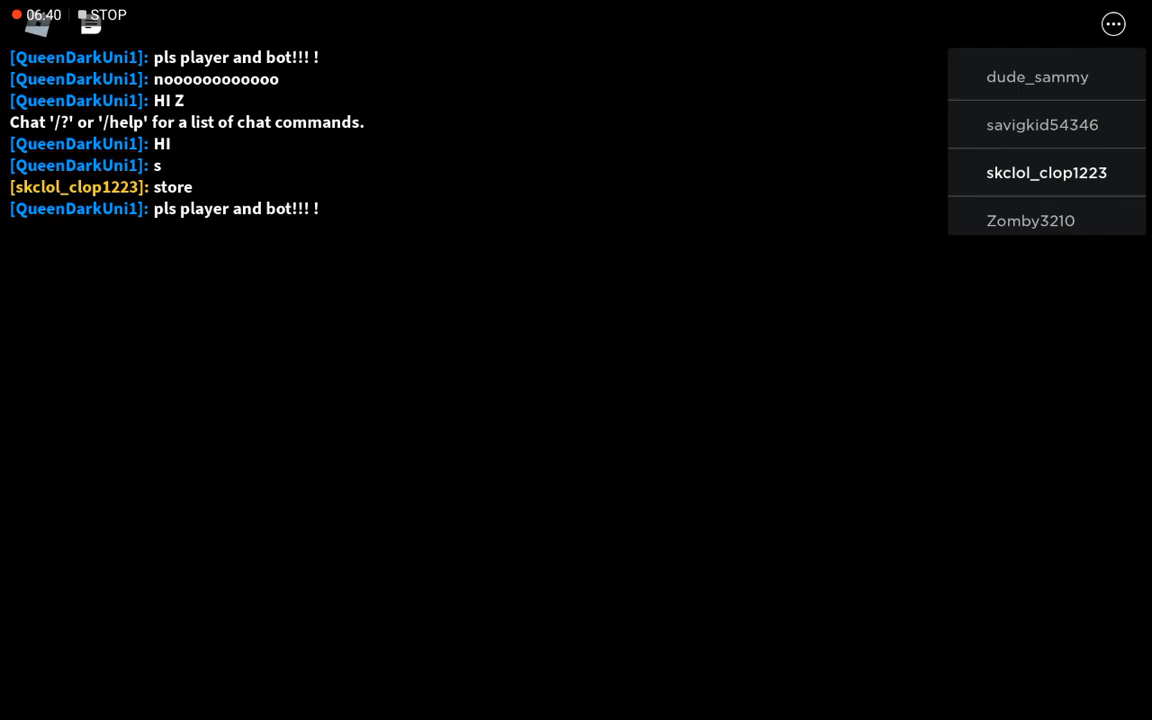 06:40 STOP
[QueenDarkUni1]: pls player and bot!!! !
[QueenDarkUni1]: noooooooooooo
[QueenDarkUni1]: HI Z
Chat '/?' or '/help' for a list of chat commands.
[QueenDarkUni1]: HI
[QueenDarkUni1]: s
[skclol_clop1223]: store
[QueenDarkUni1]: pls player and bot!!! !
dude_sammy
savigkid54346
skclol_clop1223
Zomby3210